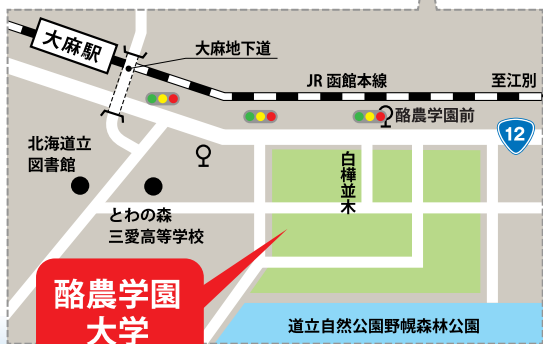 大麻駅
大麻地下道
JR函館本線
至江別
酪農学園前
12
北海道立
図書館
白樺並木
とわの森
三愛高等学校
酪農学園
大学
道立自然公園野幌森林公園